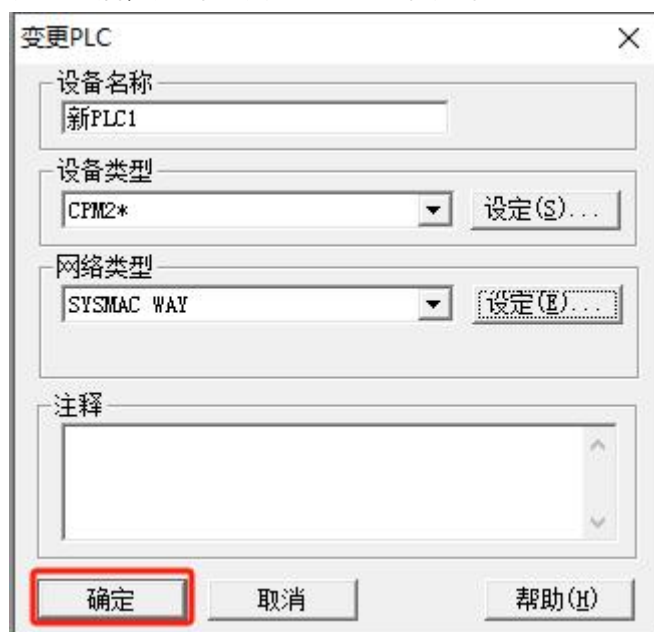 变更PLC
设备名称
新PLC1
设备类型
CPM2*
设定(S)...
网络类型
SYSMAC WAY
设定(E)...
注释
确定 取消 帮助(H)